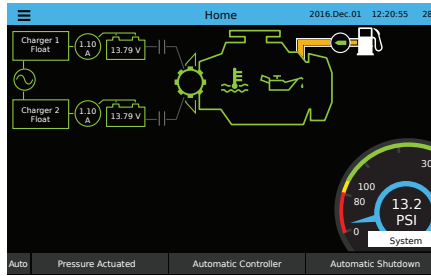 Home
2016.Dec.01 12:20:55 28
Charger 1
Float
1.10
A
13.79 V
Charger 2
Float
1.10
A
13.79 V
30
100
80
0
13.2
PSI
System
Auto
Pressure Actuated
Automatic Controller
Automatic Shutdown